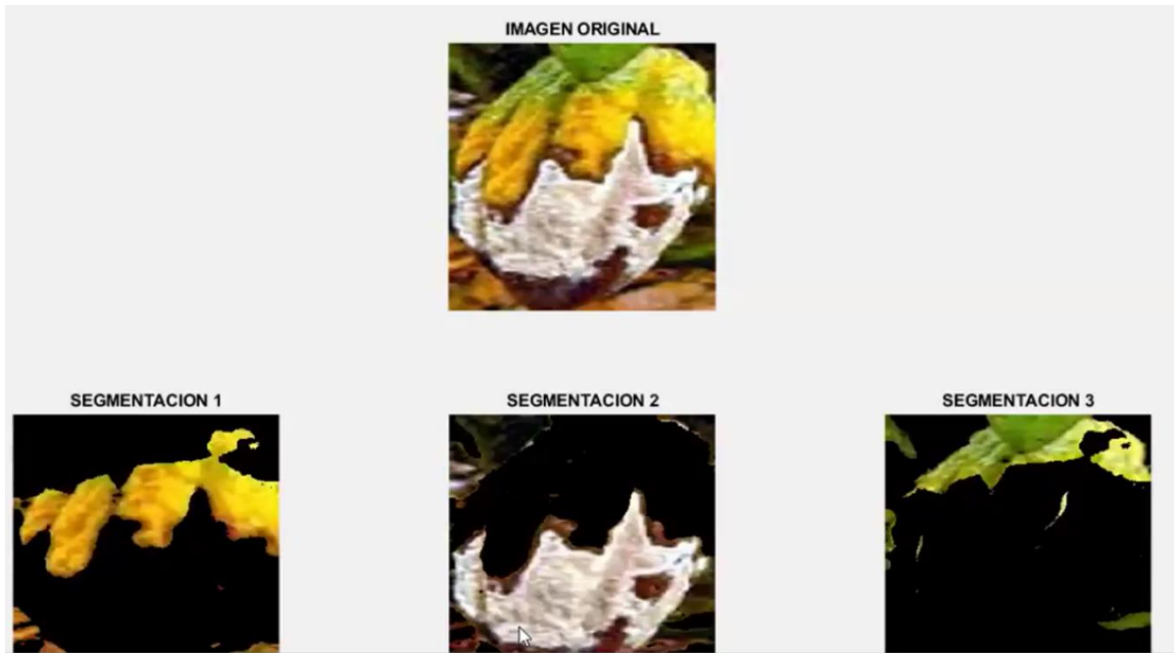 IMAGEN ORIGINAL
SEGMENTACION 1
SEGMENTACION 2
SEGMENTACION 3